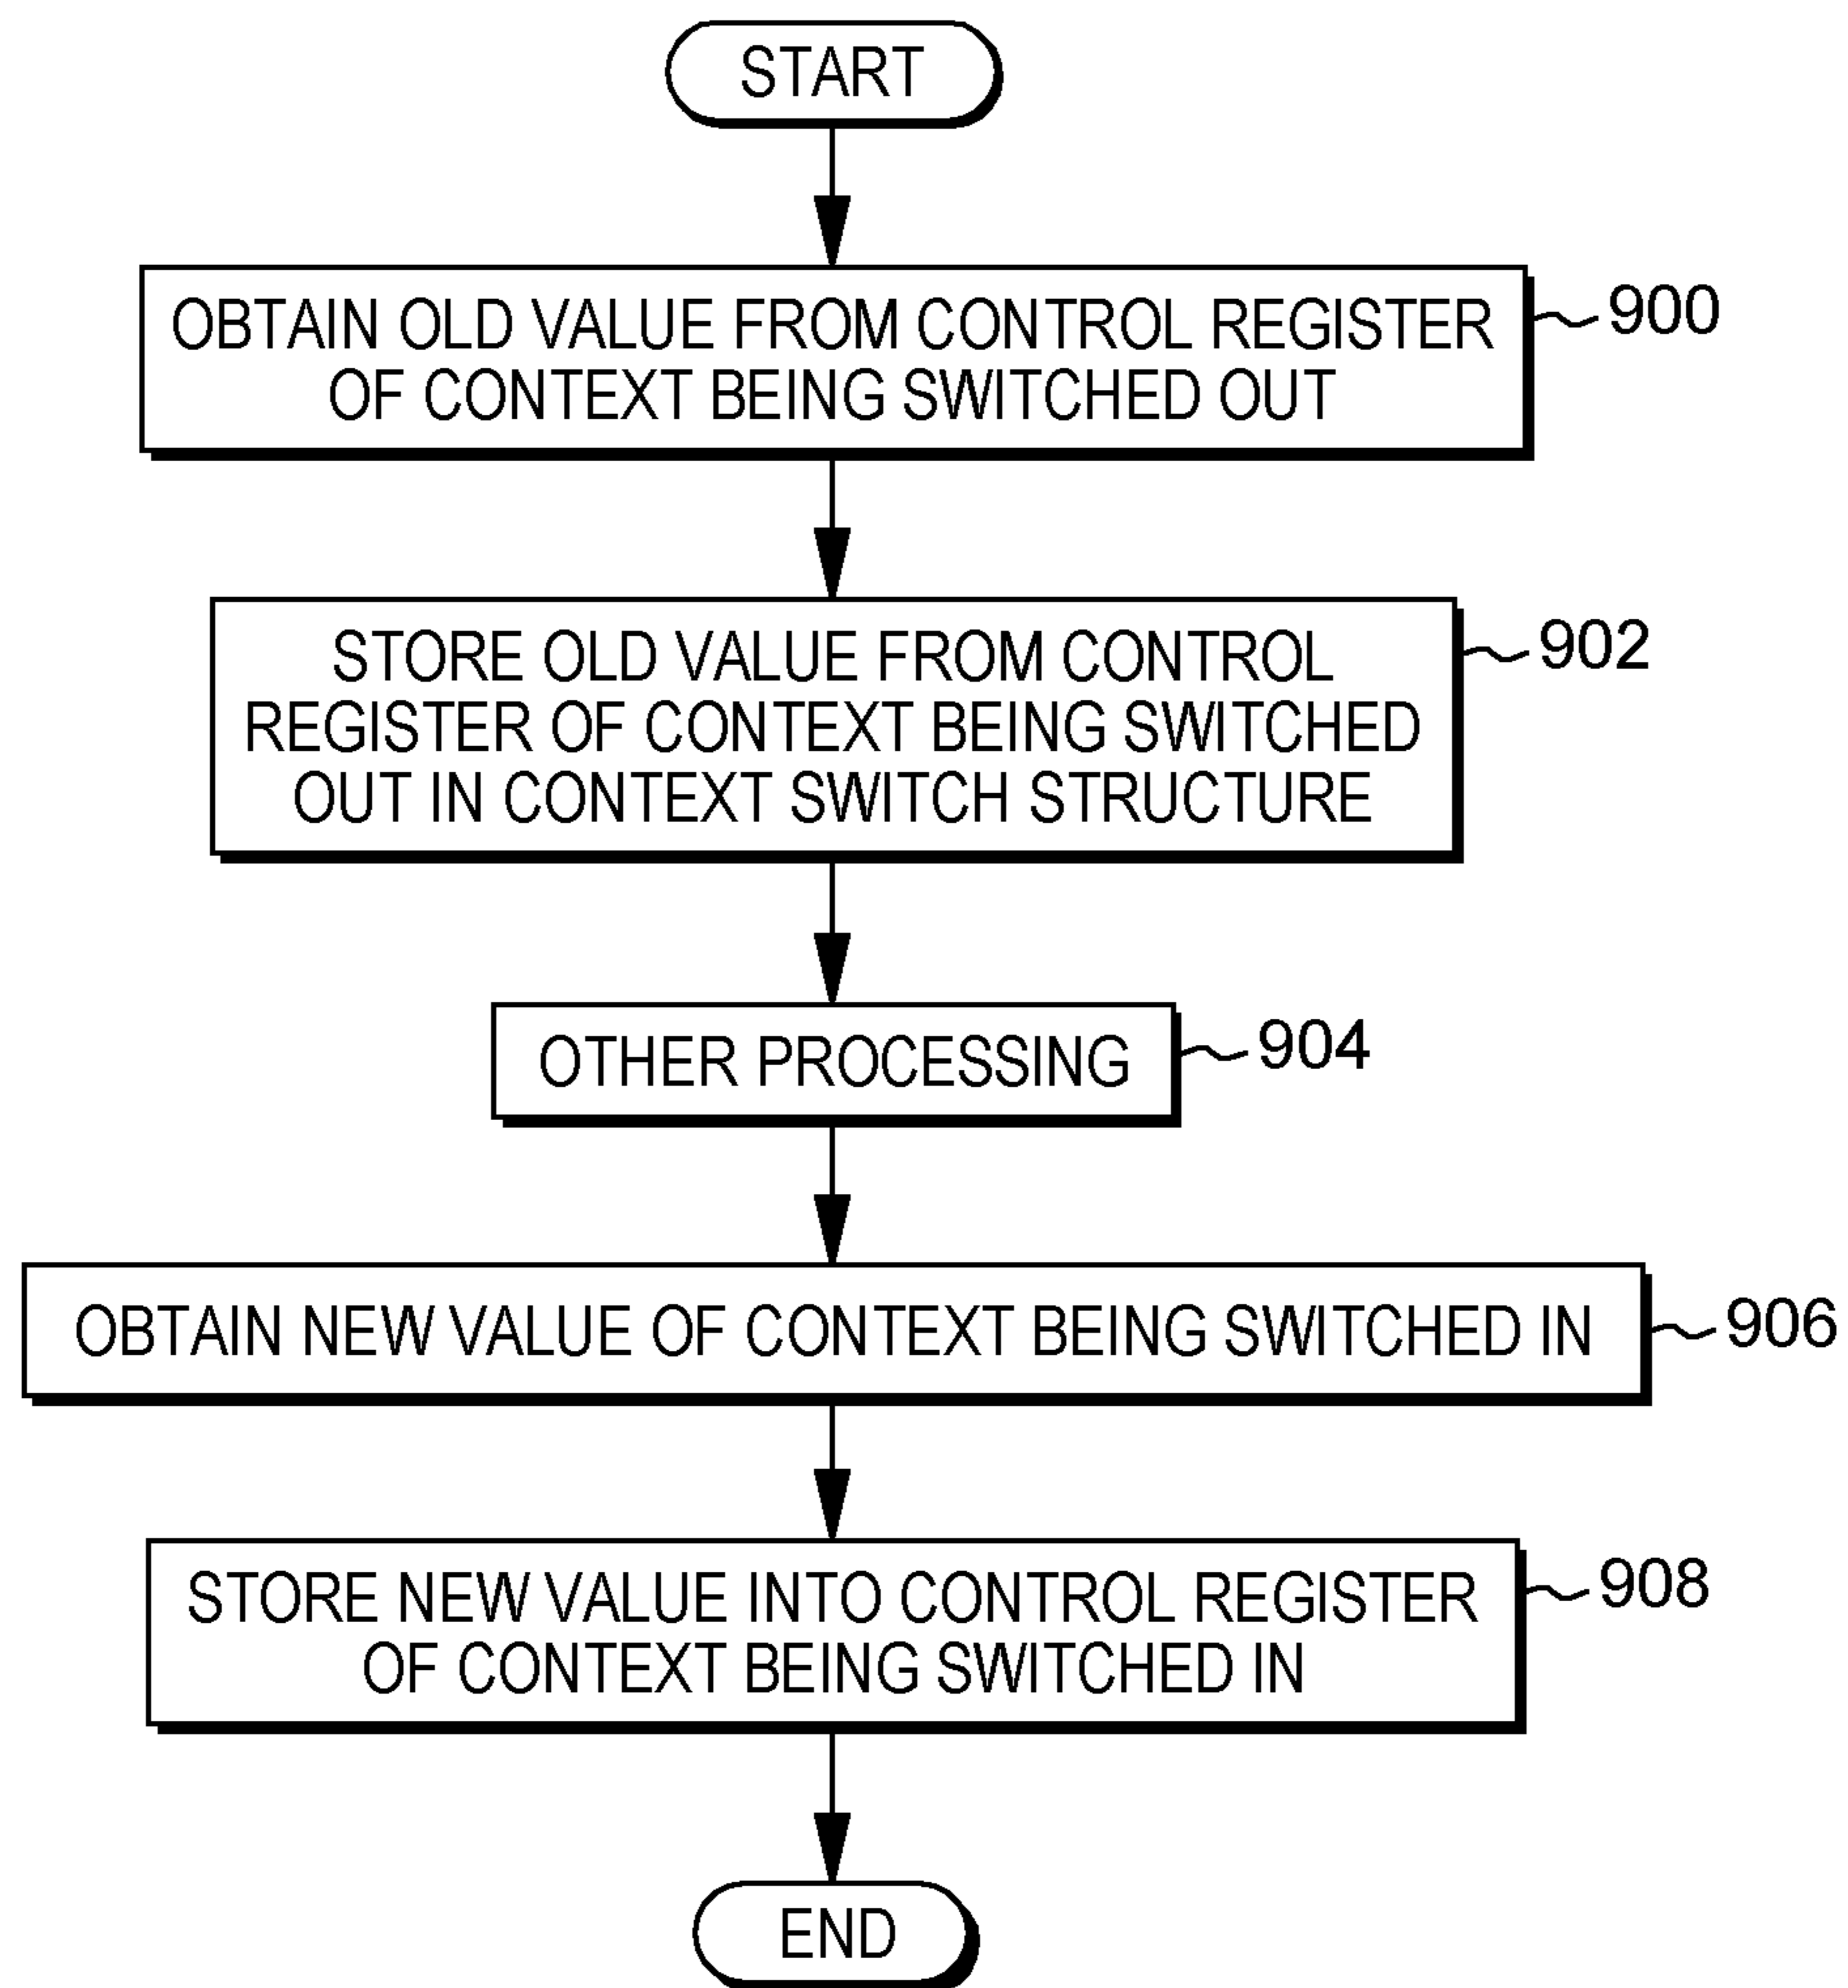 START
OBTAIN OLD VALUE FROM CONTROL REGISTER
OF CONTEXT BEING SWITCHED OUT
900
STORE OLD VALUE FROM CONTROL
REGISTER OF CONTEXT BEING SWITCHED
OUT IN CONTEXT SWITCH STRUCTURE
902
OTHER PROCESSING
904
OBTAIN NEW VALUE OF CONTEXT BEING SWITCHED IN
906
STORE NEW VALUE INTO CONTROL REGISTER
OF CONTEXT BEING SWITCHED IN
908
END